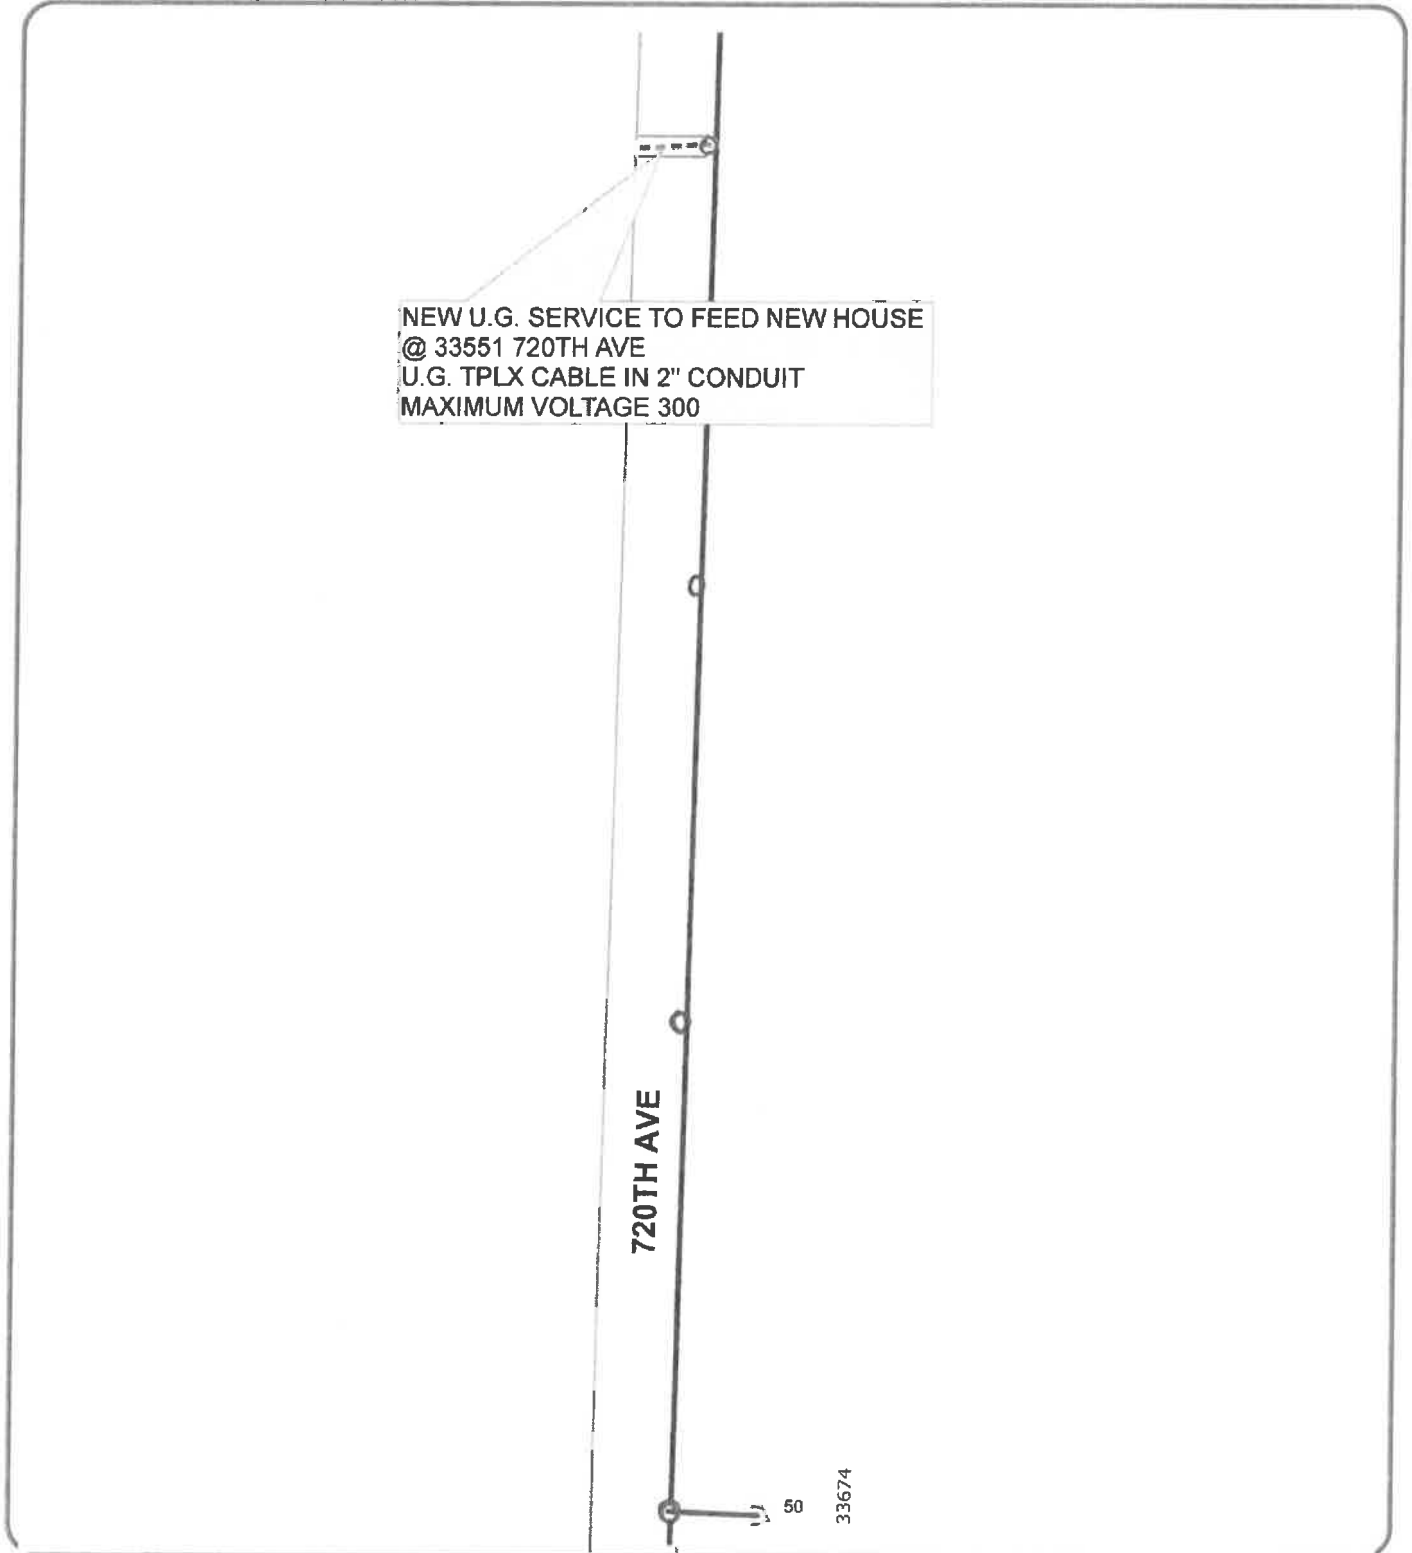 NEW U.G. SERVICE TO FEED NEW HOUSE
@ 33551 720TH AVE
U.G. TPLX CABLE IN 2" CONDUIT
MAXIMUM VOLTAGE 300
720TH AVE
50
33674